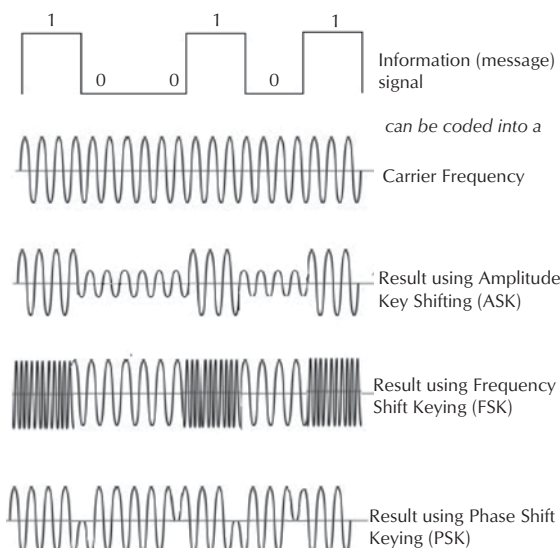 1
1
1
0
0
0
Information (message)
signal
can be coded into a
Carrier Frequency
Result using Amplitude
Key Shifting (ASK)
Result using Frequency
Shift Keying (FSK)
Result using Phase Shift
Keying (PSK)